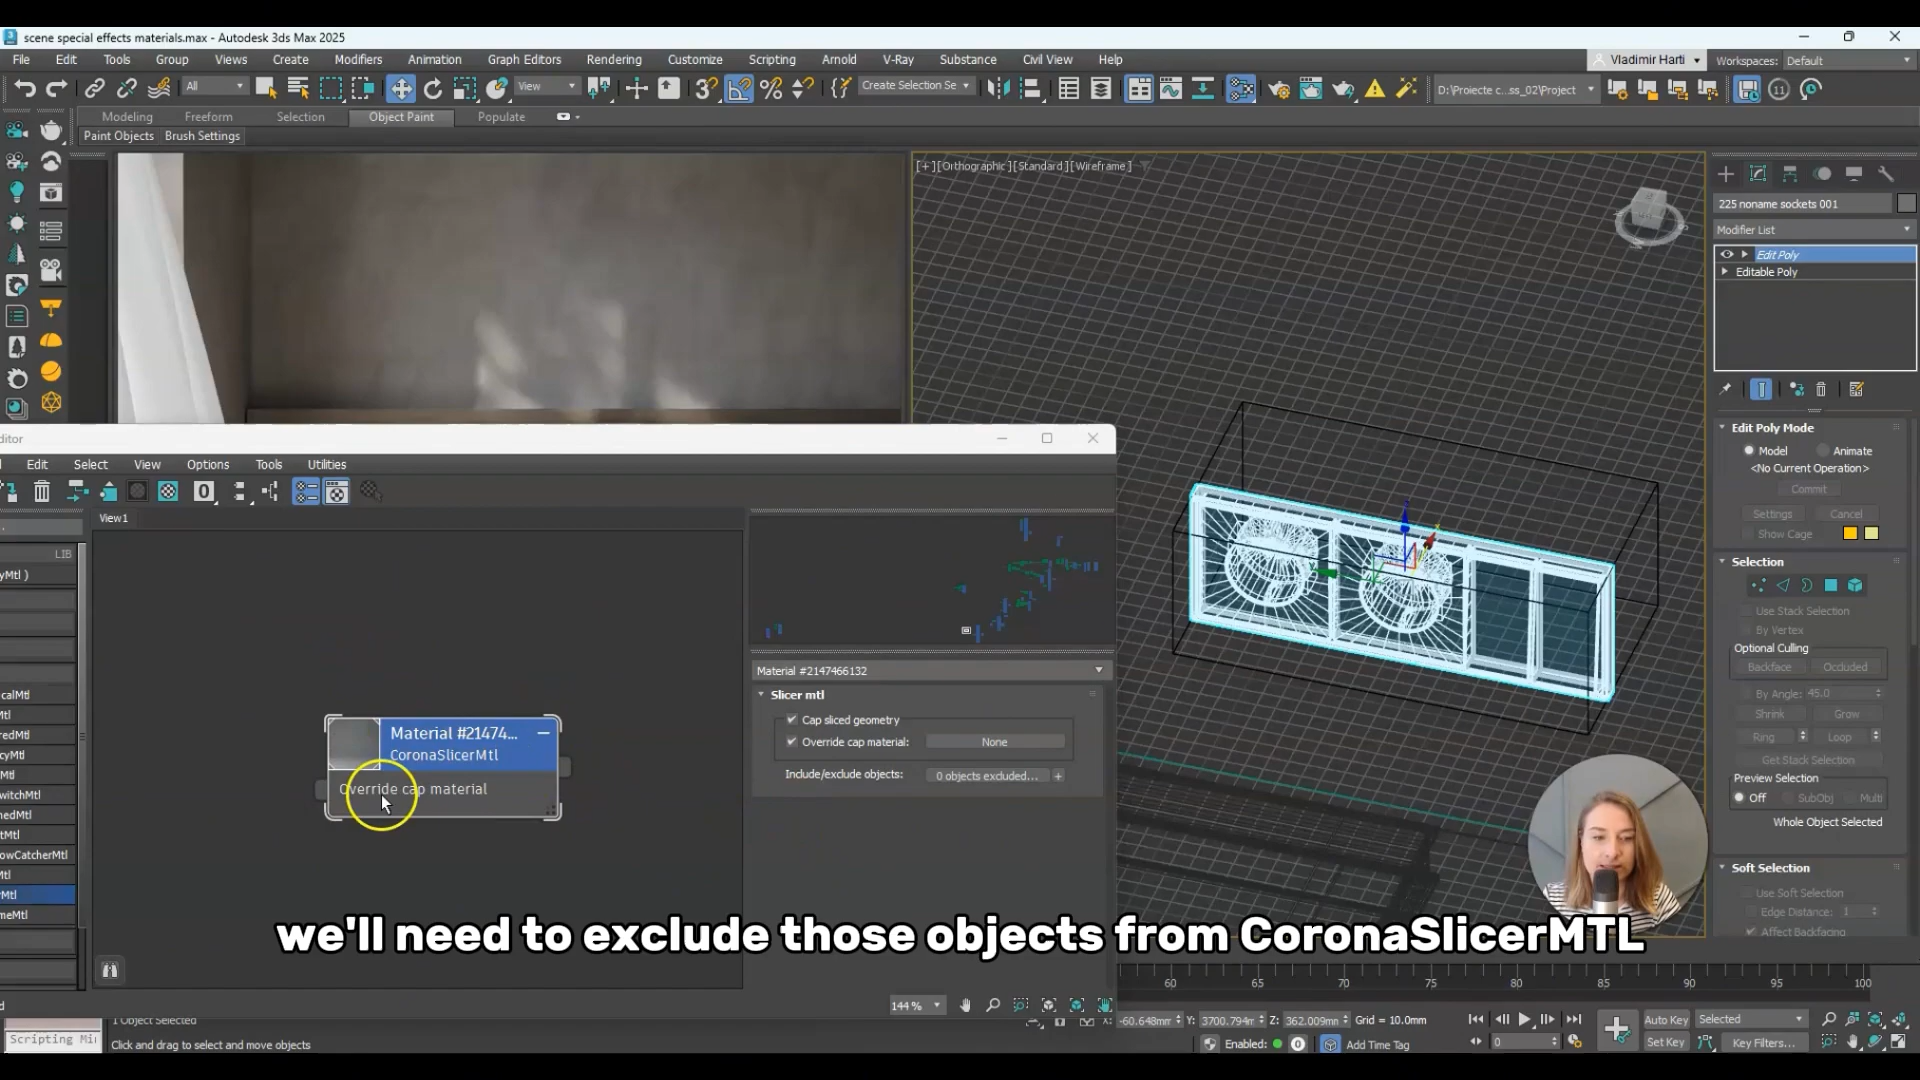 scene special effects materials.max - Autodesk 3ds Max 2025
File Edit Tools Group Views Create Modifiers Animation Graph Editors Rendering Customize Scripting Arnold V-Ray Substance Civil View Help
Vladimir Harti
Workspaces: Default
All
View
Create Selection Se
D:\Proiecte c...ss_02\Project
11
Modeling Freeform Selection Object Paint Populate
Paint Objects Brush Settings
[+][Orthographic][Standard][Wireframe]
225 noname sockets 001
Modifier List
Edit Poly
Editable Poly
Edit Poly Mode
Model Animate
<No Current Operation>
Commit
Settings Cancel
Show Cage
Selection
Use Stack Selection
By Vertex
Optional Culling
Backface Occluded
By Angle: 45.0
Shrink Grow
Ring Loop
Get Stack Selection
Preview Selection
Off SubObj Multi
Whole Object Selected
Soft Selection
Use Soft Selection
Edge Distance: 1
Affect Backfacing
ditor
Edit Select View Options Tools Utilities
0
View1
LIB
yMtl )
calMtl
Mtl
redMtl
cyMtl
Mtl
witchMtl
nedMtl
tMtl
owCatcherMtl
Mtl
rMtl
meMtl
Material #21474...
CoronaSlicerMtl
Override cap material
Material #2147466132
Slicer mtl
Cap sliced geometry
Override cap material: None
Include/exclude objects: 0 objects excluded... +
we'll need to exclude those objects from CoronaSlicerMTL
144 %
60 65 70 75 80 85 90 95 100
1 Object Selected
Scripting Mi
Click and drag to select and move objects
X: -60.648mm Y: 3700.794m Z: 362.009mm Grid = 10.0mm
Enabled: 0 Add Time Tag
0
Auto Key Selected
Set Key Key Filters...